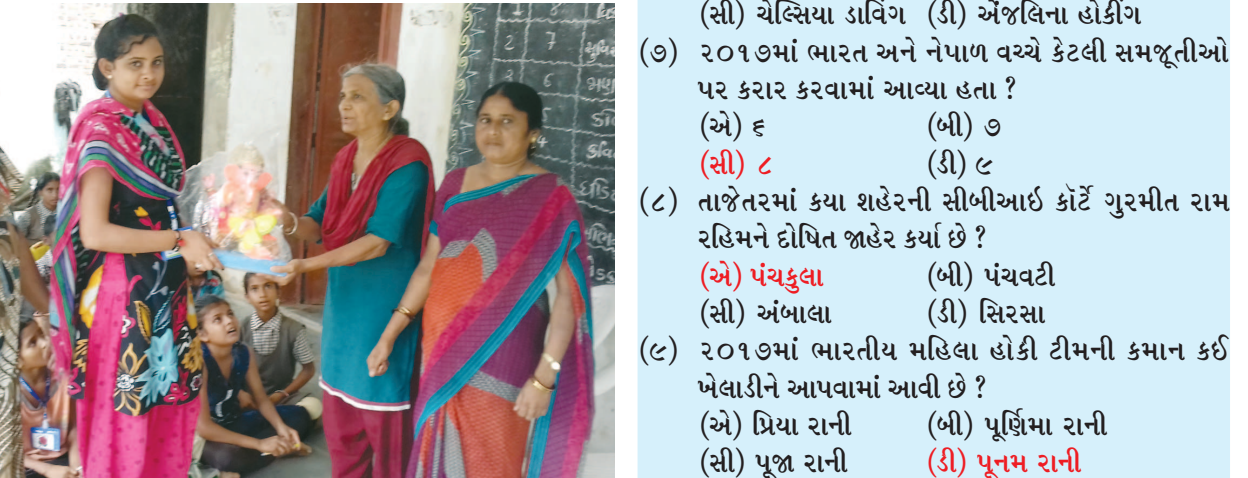 (સી) ચેલ્સિયા ડાવિંગ (ડી) એંજલિના હોકીંગ
(૭) ૨૦૧૭માં ભારત અને નેપાળ વચ્ચે કેટલી સમજૂતીઓ
પર કરાર કરવામાં આવ્યા હતા ?
(એ) ૬ (બી) ૭
(સી) ૮ (ડી) ૯
(૮) તાજેતરમાં કયા શહેરની સીબીઆઇ કૉર્ટે ગુરમીત રામ
રહિમને દોષિત જાહેર કર્યા છે ?
(એ) પંચકુલા (બી) પંચવટી
(સી) અંબાલા (ડી) સિરસા
(૯) ૨૦૧૭માં ભારતીય મહિલા હોકી ટીમની કમાન કઈ
ખેલાડીને આપવામાં આવી છે ?
(એ) પ્રિયા રાની (બી) પૂર્ણિમા રાની
(સી) પૂજા રાની (ડી) પૂનમ રાની